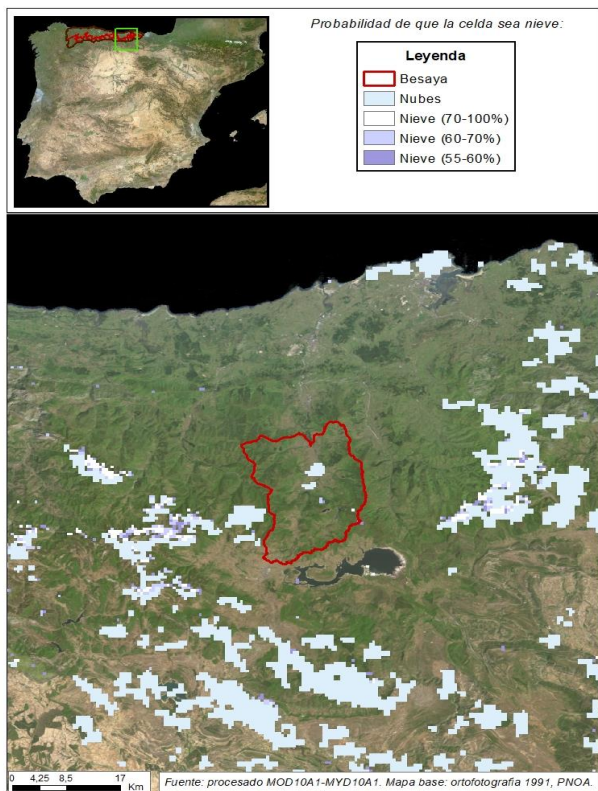 Probabilidad de que la celda sea nieve:
Leyenda
Besaya
Nubes
Nieve (70-100%)
Nieve (60-70%)
Nieve (55-60%)
0 4,25 8,5 17
Km
Fuente: procesado MOD10A1-MYD10A1. Mapa base: ortofotografia 1991, PNOA.